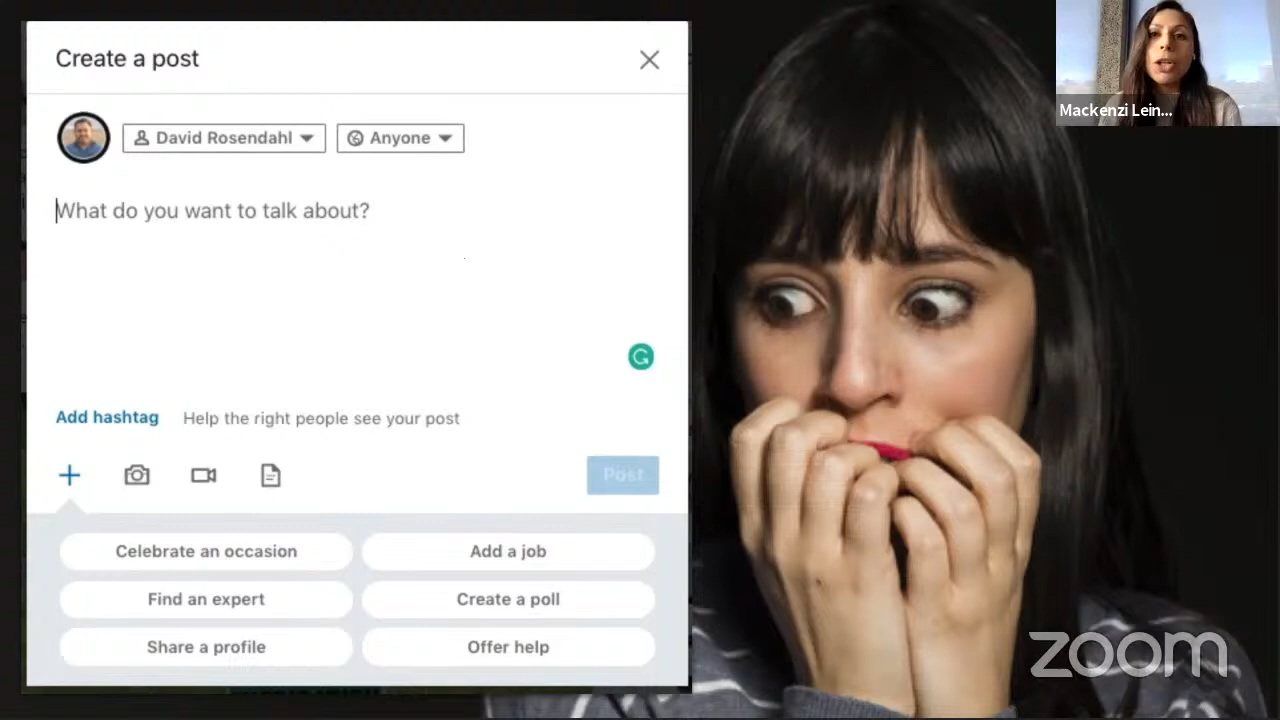 Create a post
David Rosendahl
Anyone
What do you want to talk about?
Add hashtag Help the right people see your post
Post
Celebrate an occasion Add a job
Find an expert Create a poll
Share a profile Offer help
Mackenzi Lein...
zoom